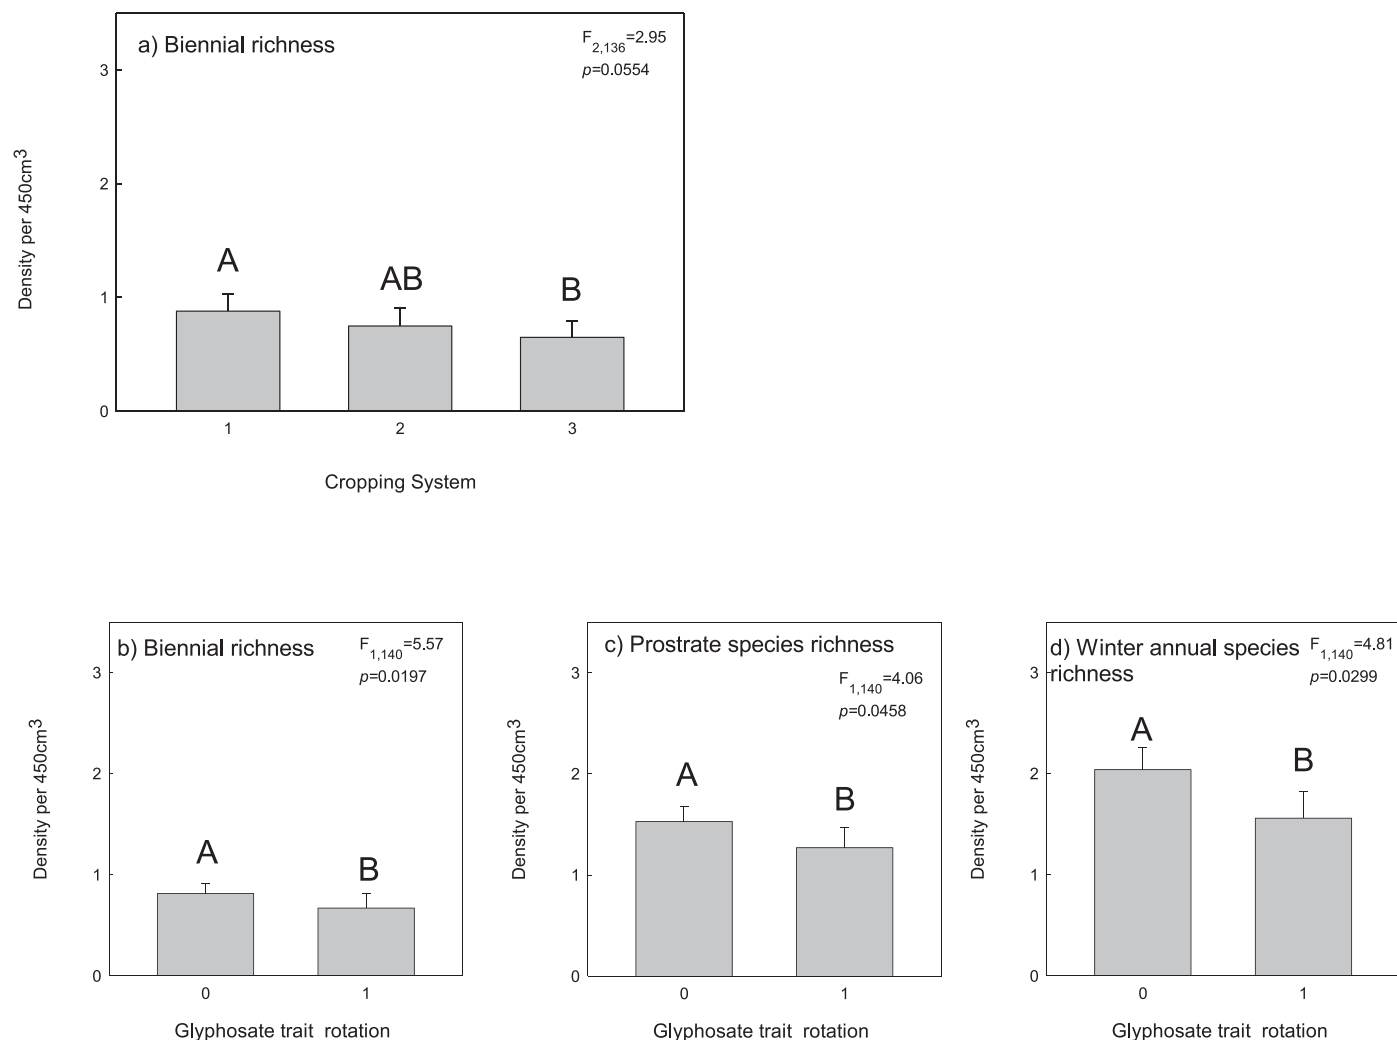 a) Biennial richness
F2,136=2.95
p=0.0554
Density per 450cm3
3
2
1
0
A
AB
B
1
2
3
Cropping System
b) Biennial richness
F1,140=5.57
p=0.0197
Density per 450cm3
3
2
1
0
A
B
0
1
Glyphosate trait rotation
c) Prostrate species richness
F1,140=4.06
p=0.0458
Density per 450cm3
3
2
1
0
A
B
0
1
Glyphosate trait rotation
d) Winter annual species
richness
F1,140=4.81
p=0.0299
Density per 450cm3
3
2
1
0
A
B
0
1
Glyphosate trait rotation